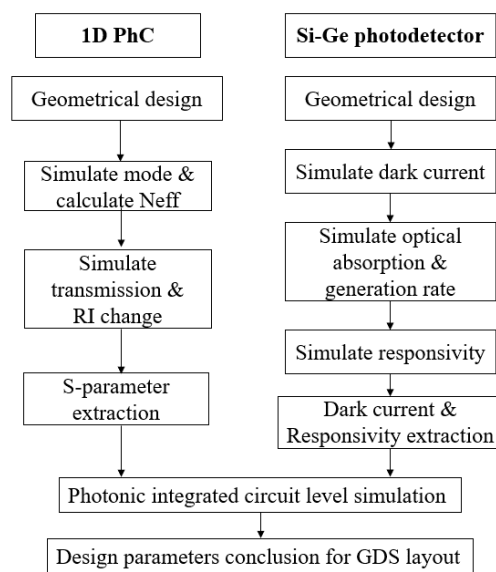 1D PhC
Geometrical design
Simulate mode &
calculate Neff
Simulate
transmission &
RI change
S-parameter
extraction
Si-Ge photodetector
Geometrical design
Simulate dark current
Simulate optical
absorption &
generation rate
Simulate responsivity
Dark current &
Responsivity extraction
Photonic integrated circuit level simulation
Design parameters conclusion for GDS layout